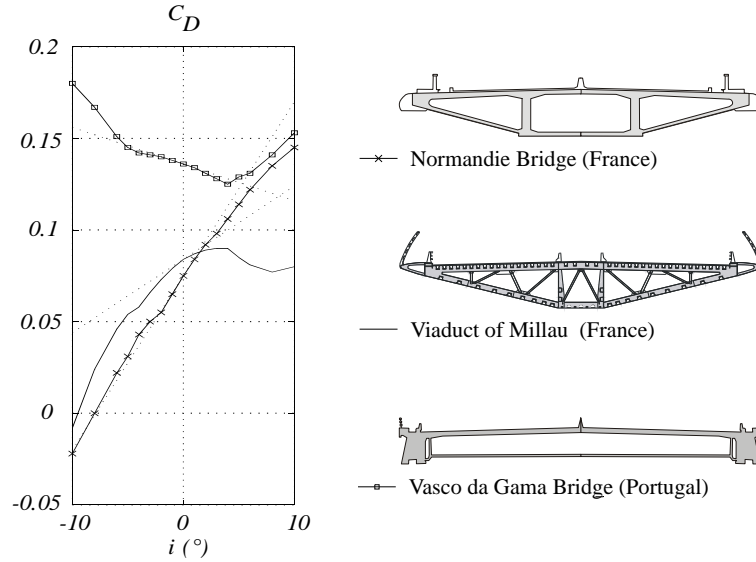 C_D
0.2
0.15
0.1
0.05
0
-0.05
-10
0
10
i (°)
Normandie Bridge (France)
Viaduct of Millau (France)
Vasco da Gama Bridge (Portugal)